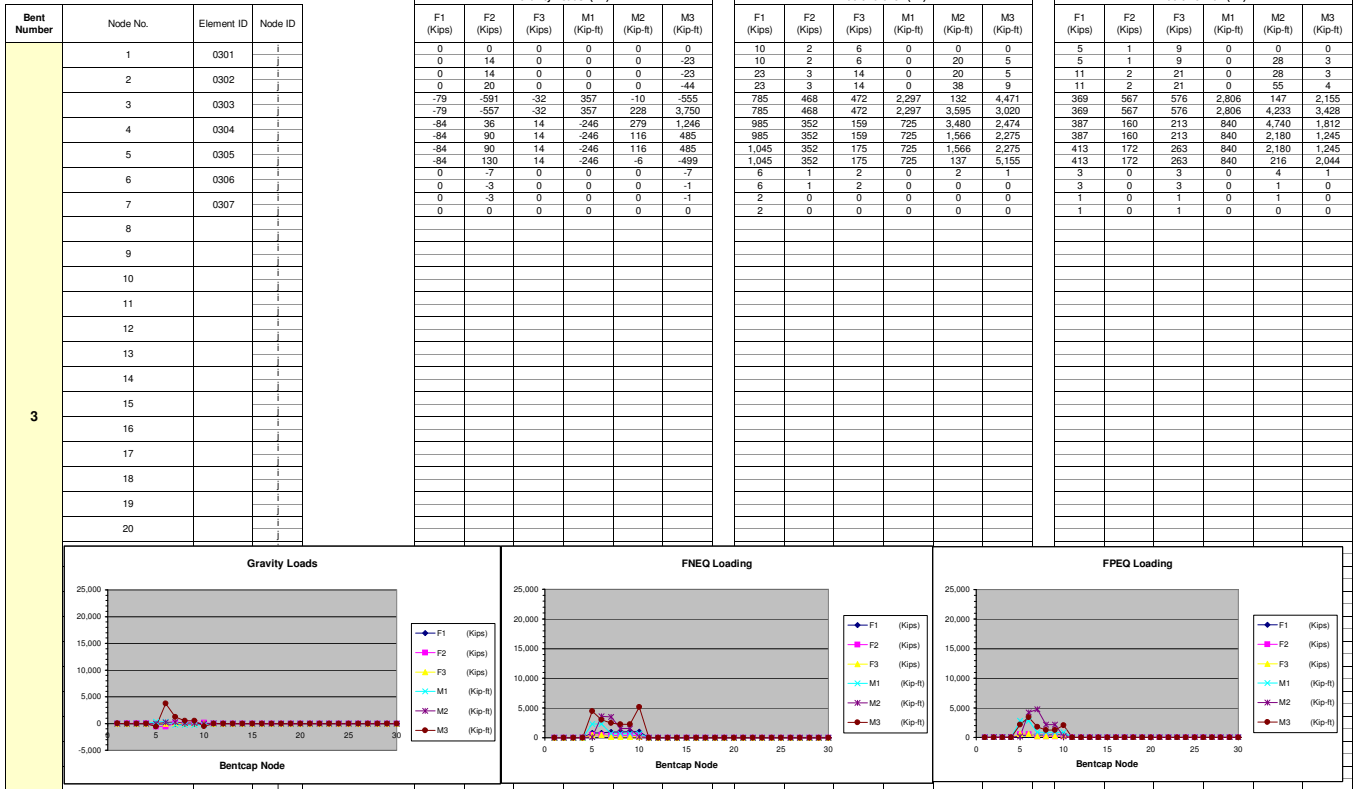 Bent Number Node No. Element ID Node ID F1 (Kips) F2 (Kips) F3 (Kips) M1 (Kip-ft) M2 (Kip-ft) M3 (Kip-ft) F1 (Kips) F2 (Kips) F3 (Kips) M1 (Kip-ft) M2 (Kip-ft) M3 (Kip-ft) F1 (Kips) F2 (Kips) F3 (Kips) M1 (Kip-ft) M2 (Kip-ft) M3 (Kip-ft)
3
1 0301 i 0 0 0 0 0 0 10 2 6 0 0 0 5 1 9 0 0 0
j 0 14 0 0 0 -23 10 2 6 0 20 5 5 1 9 0 28 3
2 0302 i 0 14 0 0 0 -23 23 3 14 0 20 5 11 2 21 0 28 3
j 0 20 0 0 0 -44 23 3 14 0 38 9 11 2 21 0 55 4
3 0303 i -79 -591 -32 357 -10 -555 785 468 472 2,297 132 4,471 369 567 576 2,806 147 2,155
j -79 -557 -32 357 228 3,750 785 468 472 2,297 3,595 3,020 369 567 576 2,806 4,233 3,428
4 0304 i -84 36 14 -246 279 1,246 985 352 159 725 3,480 2,474 387 160 213 840 4,740 1,812
j -84 90 14 -246 116 485 985 352 159 725 1,566 2,275 387 160 213 840 2,180 1,245
5 0305 i -84 90 14 -246 116 485 1,045 352 175 725 1,566 2,275 413 172 263 840 2,180 1,245
j -84 130 14 -246 -6 -499 1,045 352 175 725 137 5,155 413 172 263 840 216 2,044
6 0306 i 0 -7 0 0 0 -7 6 1 2 0 2 1 3 0 3 0 4 1
j 0 -3 0 0 0 -1 6 1 2 0 0 0 3 0 3 0 1 0
7 0307 i 0 -3 0 0 0 -1 2 0 0 0 0 0 1 0 1 0 1 0
j 0 0 0 0 0 0 2 0 0 0 0 0 1 0 1 0 0 0
8 i
j
9 i
j
10 i
j
11 i
j
12 i
j
13 i
j
14 i
j
15 i
j
16 i
j
17 i
j
18 i
j
19 i
j
20 i
j
Gravity Loads
25,000
20,000
15,000
10,000
5,000
0
-5,000
0 10 20 30
Bentcap Node
F1 (Kips)
F2 (Kips)
F3 (Kips)
M1 (Kip-ft)
M2 (Kip-ft)
M3 (Kip-ft)
FNEQ Loading
25,000
20,000
15,000
10,000
5,000
0
0 5 10 15 20 25 30
Bentcap Node
F1 (Kips)
F2 (Kips)
F3 (Kips)
M1 (Kip-ft)
M2 (Kip-ft)
M3 (Kip-ft)
FPEQ Loading
25,000
20,000
15,000
10,000
5,000
0
0 5 10 15 20 25 30
Bentcap Node
F1 (Kips)
F2 (Kips)
F3 (Kips)
M1 (Kip-ft)
M2 (Kip-ft)
M3 (Kip-ft)